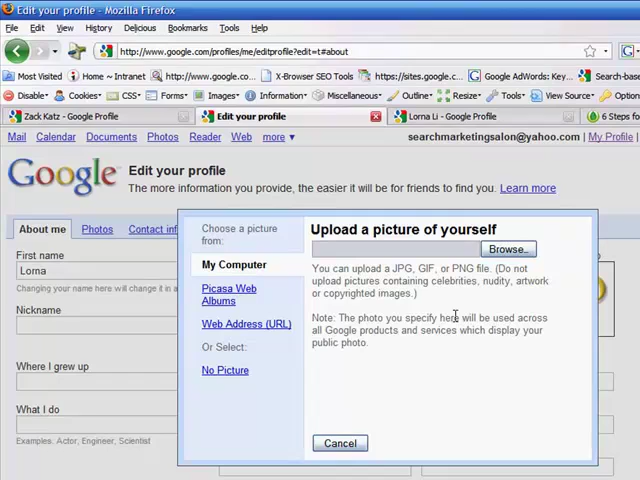 Edit your profile - Mozilla Firefox
File Edit View History Delicious Bookmarks Tools Help
http://www.google.com/profiles/me/editprofile?edit=t#about
Most Visited Home ~ Intranet http://www.google.com... X-Browser SEO Tools https://sites.google.c... Google AdWords: Key... Search-base
Disable Cookies CSS Forms Images Information Miscellaneous Outline Resize Tools View Sou
Zack Katz - Google Profile Edit your profile Lorna Li - Google Profile 6 Steps fo
Mail Calendar Documents Photos Reader Web more searchmarketingsalon@yahoo.com | My Profile |
Google Edit your profile
The more information you provide, the easier it will be for friends to find you. Learn more
About me Photos Contact inf
First name
Lorna
Changing your name here will change it in a
Nickname
Where I grew up
What I do
Examples. Actor, Engineer, Scientist
Choose a picture
from:
My Computer
Picasa Web
Albums
Web Address (URL)
Or Select:
No Picture
Upload a picture of yourself
Browse..
You can upload a JPG, GIF, or PNG file. (Do not
upload pictures containing celebrities, nudity, artwork
or copyrighted images.)
Note: The photo you specify here will be used across
all Google products and services which display your
public photo.
Cancel